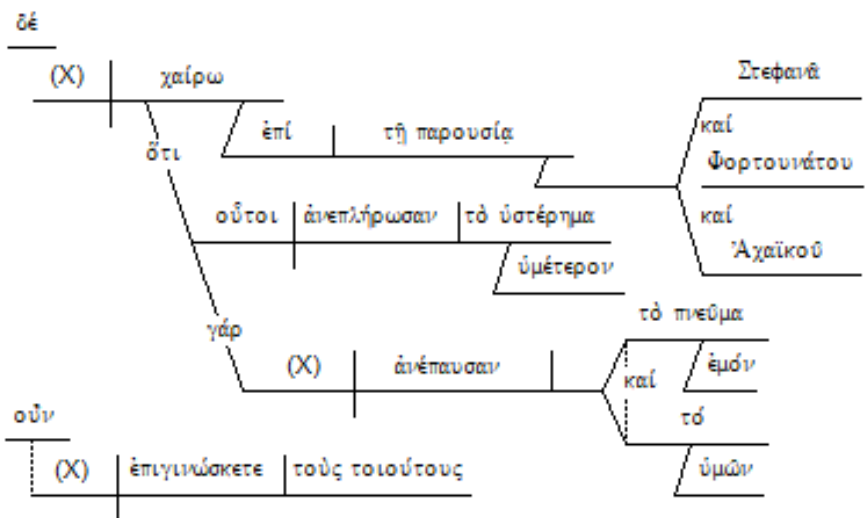 δέ
(X) χαίρω Στεφανᾶ
ἐπί τῇ παρουσίᾳ καί
ὅτι Φορτουνάτου
οὗτοι ἀνεπλήρωσαν τὸ ὑστέρημα καί
ὑμέτερον Ἀχαϊκοῦ
γάρ τὸ πνεῦμα
(X) ἀνέπαυσαν καί ἐμόν
οὖν τό
(X) ἐπιγινώσκετε τοὺς τοιούτους ὑμῶν